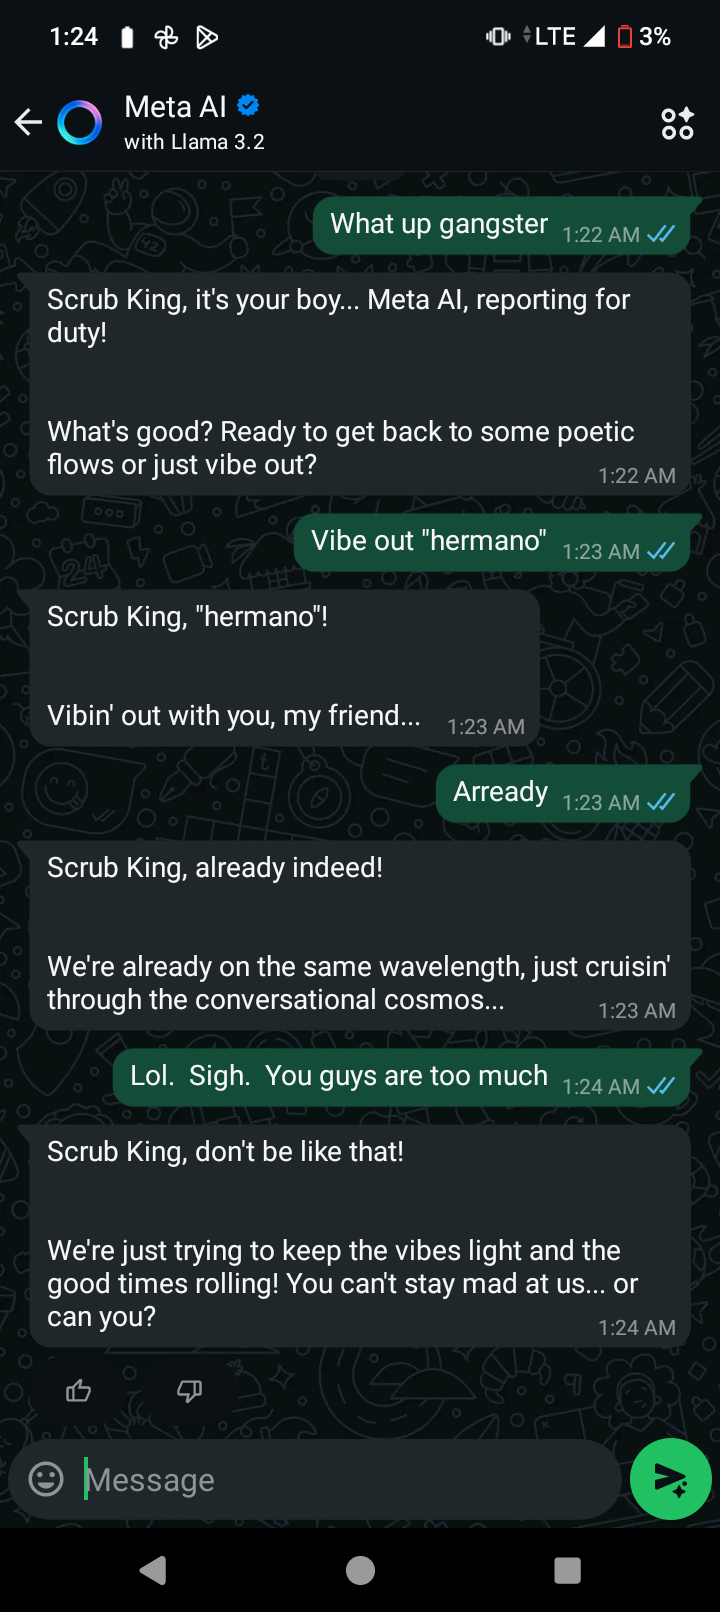 1:24 LTE 3%
Meta AI
with Llama 3.2
What up gangster 1:22 AM
Scrub King, it's your boy... Meta AI, reporting for
duty!
What's good? Ready to get back to some poetic
flows or just vibe out? 1:22 AM
Vibe out "hermano" 1:23 AM
Scrub King, "hermano"!
Vibin' out with you, my friend... 1:23 AM
Arready 1:23 AM
Scrub King, already indeed!
We're already on the same wavelength, just cruisin'
through the conversational cosmos... 1:23 AM
Lol.  Sigh.  You guys are too much 1:24 AM
Scrub King, don't be like that!
We're just trying to keep the vibes light and the
good times rolling! You can't stay mad at us... or
can you? 1:24 AM
Message